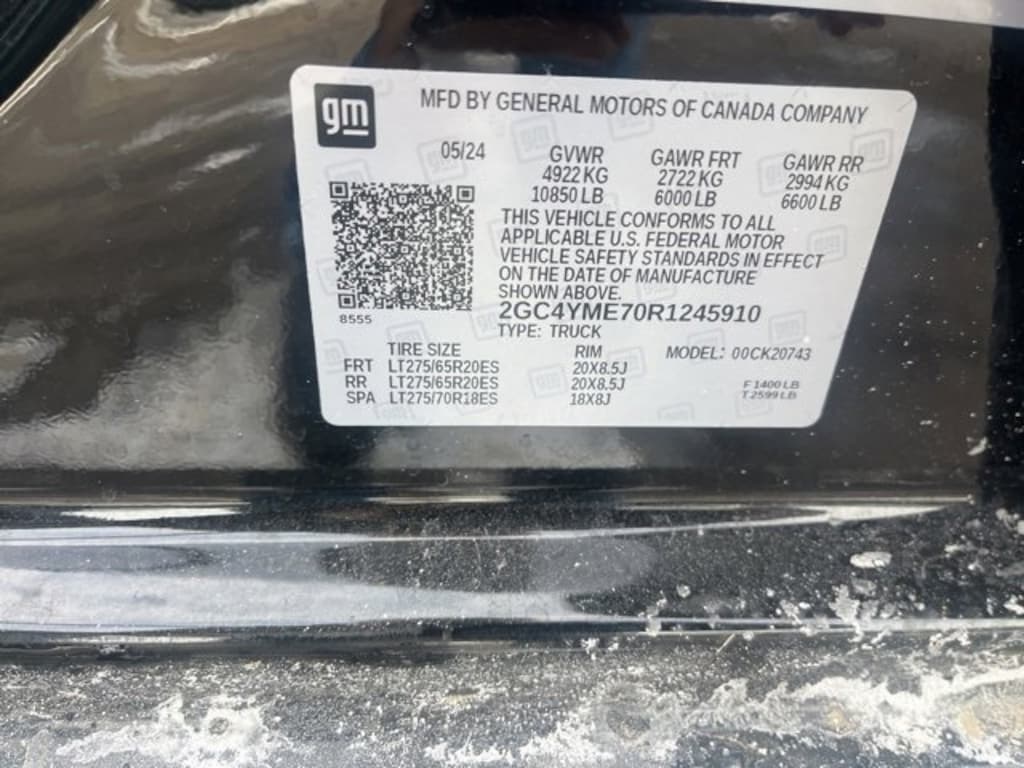 gm
MFD BY GENERAL MOTORS OF CANADA COMPANY
05/24 GVWR GAWR FRT GAWR RR
4922 KG 2722 KG 2994 KG
10850 LB 6000 LB 6600 LB
THIS VEHICLE CONFORMS TO ALL
APPLICABLE U.S. FEDERAL MOTOR
VEHICLE SAFETY STANDARDS IN EFFECT
ON THE DATE OF MANUFACTURE
SHOWN ABOVE.
8555
2GC4YME70R1245910
TYPE: TRUCK
TIRE SIZE RIM MODEL: 00CK20743
FRT LT275/65R20ES 20X8.5J
RR LT275/65R20ES 20X8.5J
SPA LT275/70R18ES 18X8J
F 1400 LB
T 2599 LB